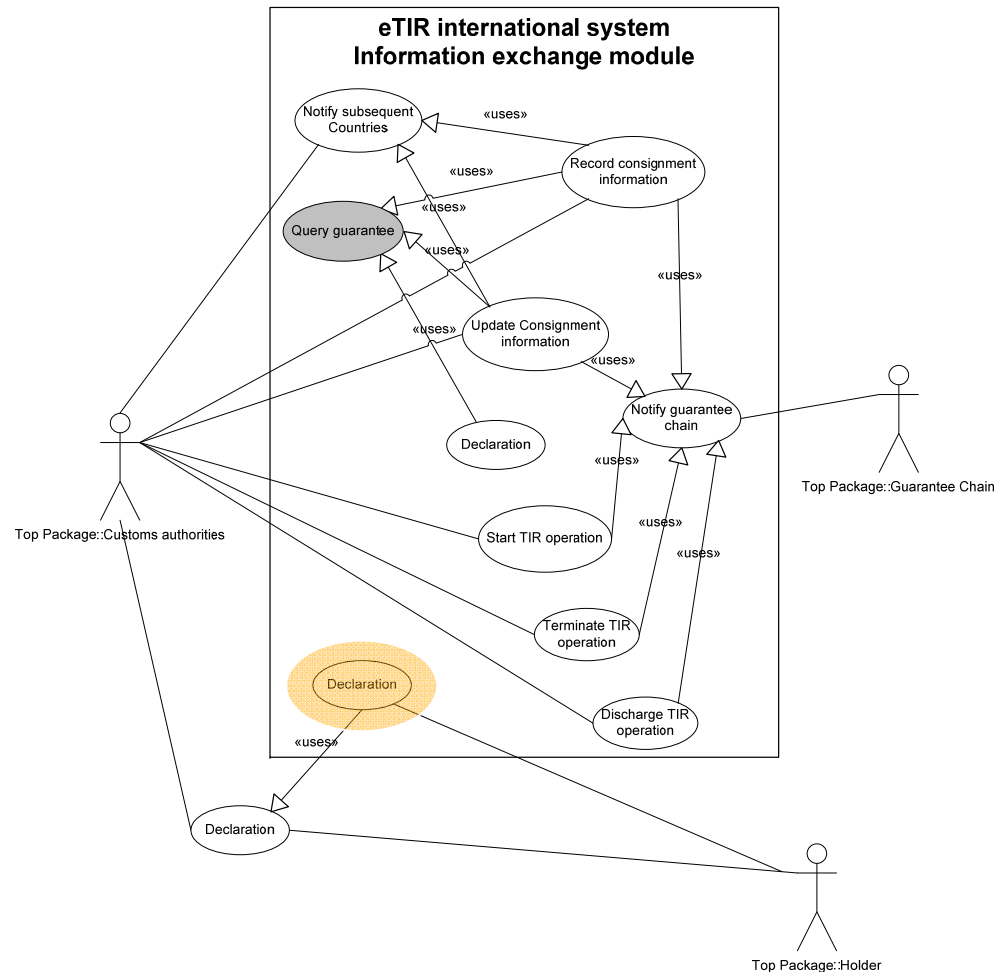 eTIR international system
Information exchange module
Notify subsequent
Countries
«uses»
Record consignment
information
«uses»
«uses»
Query guarantee
«uses»
«uses»
«uses»
Update Consignment
information
«uses»
Notify guarantee
chain
Declaration
«uses»
Top Package::Guarantee Chain
Top Package::Customs authorities
Start TIR operation
«uses»
«uses»
Terminate TIR
operation
Declaration
Discharge TIR
operation
«uses»
Declaration
Top Package::Holder